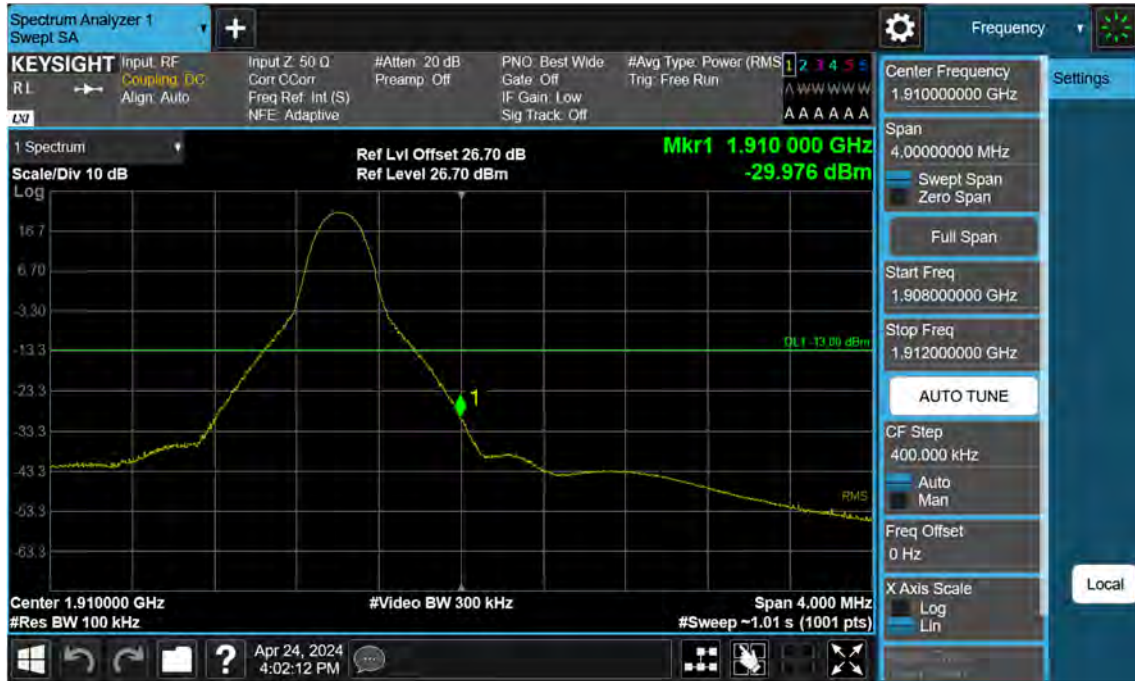 Spectrum Analyzer 1
Swept SA
Frequency
KEYSIGHT
RL
LXI
Input: RF
Coupling: DC
Align: Auto
Input Z: 50 Ω
Corr CCorr
Freq Ref: Int (S)
NFE: Adaptive
#Atten: 20 dB
Preamp: Off
PNO: Best Wide
Gate: Off
IF Gain: Low
Sig Track: Off
#Avg Type: Power (RMS
Trig: Free Run
1 2 3 4 5 6
A W W W W W
A A A A A A
1 Spectrum
Scale/Div 10 dB
Ref Lvl Offset 26.70 dB
Ref Level 26.70 dBm
Mkr1 1.910 000 GHz
-29.976 dBm
Log
16.7
6.70
-3.30
-13.3
-23.3
-33.3
-43.3
-53.3
-63.3
DL1 -13.00 dBm
1
RMS
Center 1.910000 GHz
#Video BW 300 kHz
Span 4.000 MHz
#Res BW 100 kHz
#Sweep ~1.01 s (1001 pts)
Apr 24, 2024
4:02:12 PM
Center Frequency
1.910000000 GHz
Settings
Span
4.00000000 MHz
Swept Span
Zero Span
Full Span
Start Freq
1.908000000 GHz
Stop Freq
1.912000000 GHz
AUTO TUNE
CF Step
400.000 kHz
Auto
Man
Freq Offset
0 Hz
X Axis Scale
Log
Lin
Local